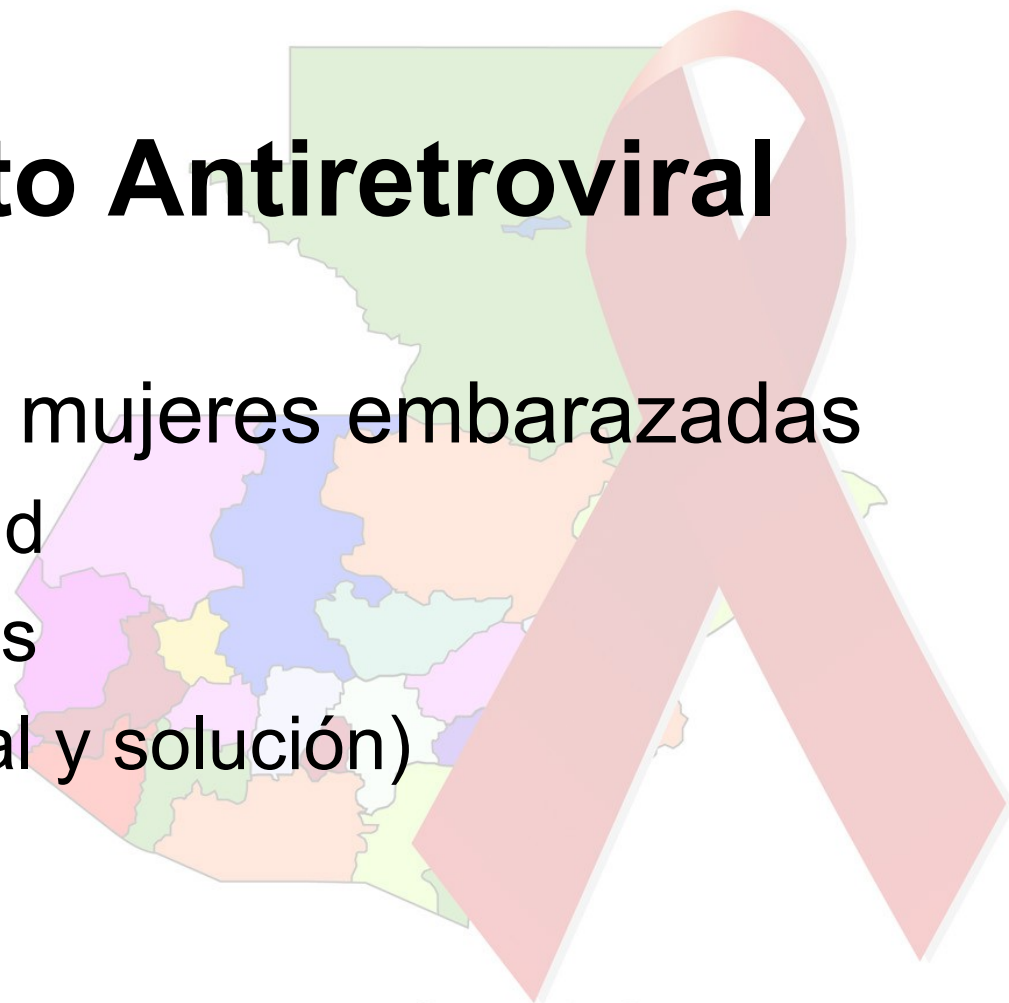 to Antiretroviral
mujeres embarazadas
d
s
al y solución)